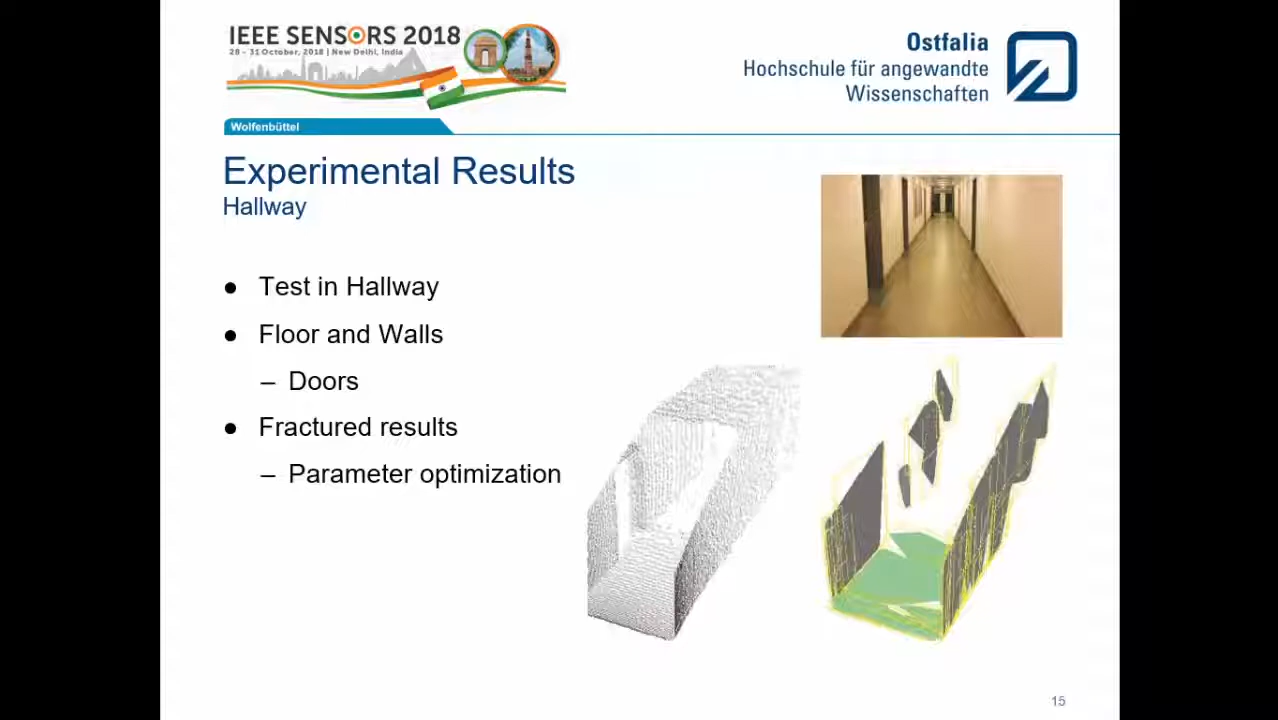 IEEE SENSORS 2018
28 - 31 October, 2018 | New Delhi, India
Ostfalia
Hochschule für angewandte
Wissenschaften
Wolfenbüttel
Experimental Results
Hallway
● Test in Hallway
● Floor and Walls
– Doors
● Fractured results
– Parameter optimization
15